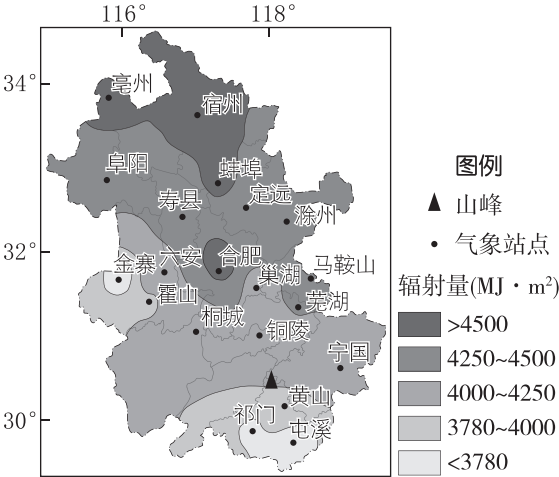 116° 118°
34°
亳州
宿州
阜阳
蚌埠
寿县
定远
滁州
32°
金寨
六安
合肥
巢湖
马鞍山
霍山
芜湖
桐城
铜陵
宁国
30°
黄山
祁门
屯溪
图例
山峰
气象站点
辐射量(MJ·m²)
>4500
4250~4500
4000~4250
3780~4000
<3780